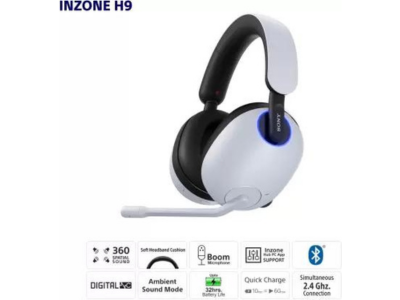 INZONE H9
SONY
360
SPATIAL
SOUND
Soft Headband Cushion
Boom
Microphone
Inzone
Hub PC App
SUPPORT
DIGITAL NC
Ambient
Sound Mode
32hrs
Battery Life
Quick Charge
Simultaneous
2.4 Ghz.
Connection